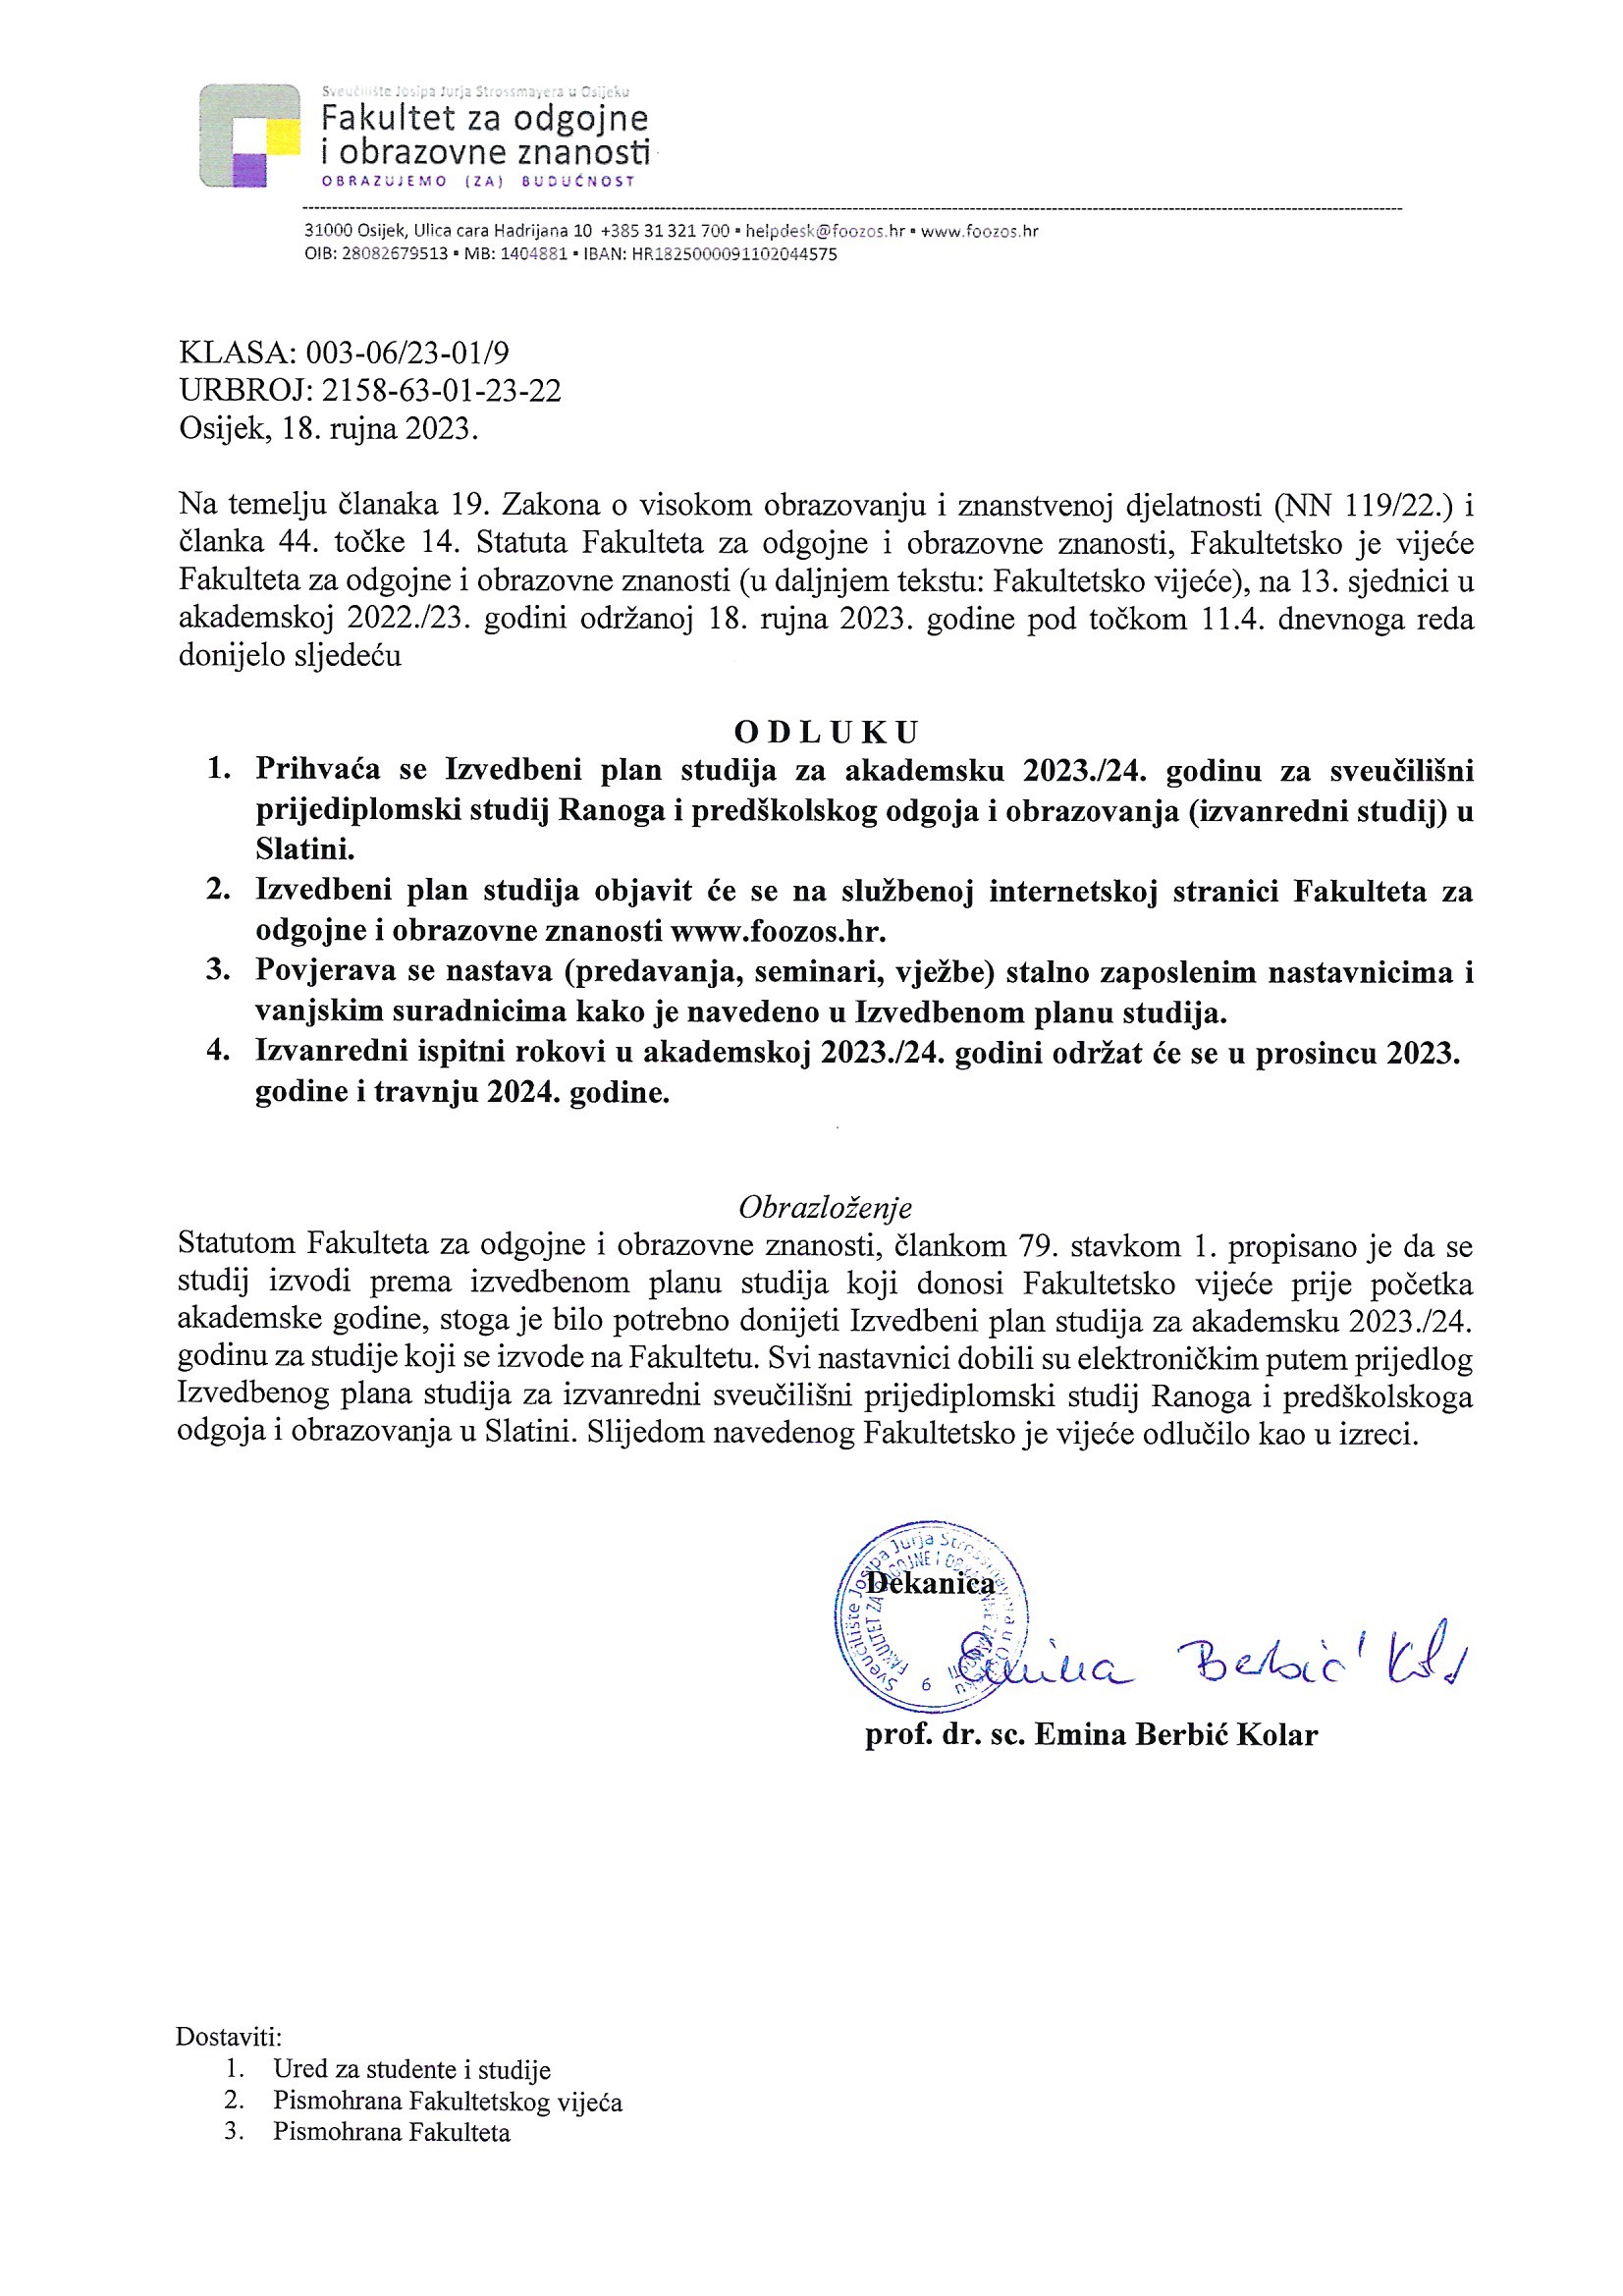 Sveučilište Josipa Jurja Strossmayera u Osijeku
Fakultet za odgojne
i obrazovne znanosti
OBRAZUJEMO (ZA) BUDUĆNOST
31000 Osijek, Ulica cara Hadrijana 10 +385 31 321 700 ▪ helpdesk@foozos.hr ▪ www.foozos.hr
OIB: 28082679513 ▪ MB: 1404881 ▪ IBAN: HR1825000091102044575
KLASA: 003-06/23-01/9
URBROJ: 2158-63-01-23-22
Osijek, 18. rujna 2023.
Na temelju članaka 19. Zakona o visokom obrazovanju i znanstvenoj djelatnosti (NN 119/22.) i
članka 44. točke 14. Statuta Fakulteta za odgojne i obrazovne znanosti, Fakultetsko je vijeće
Fakulteta za odgojne i obrazovne znanosti (u daljnjem tekstu: Fakultetsko vijeće), na 13. sjednici u
akademskoj 2022./23. godini održanoj 18. rujna 2023. godine pod točkom 11.4. dnevnoga reda
donijelo sljedeću
O D L U K U
1. Prihvaća se Izvedbeni plan studija za akademsku 2023./24. godinu za sveučilišni
prijediplomski studij Ranoga i predškolskog odgoja i obrazovanja (izvanredni studij) u
Slatini.
2. Izvedbeni plan studija objavit će se na službenoj internetskoj stranici Fakulteta za
odgojne i obrazovne znanosti www.foozos.hr.
3. Povjerava se nastava (predavanja, seminari, vježbe) stalno zaposlenim nastavnicima i
vanjskim suradnicima kako je navedeno u Izvedbenom planu studija.
4. Izvanredni ispitni rokovi u akademskoj 2023./24. godini održat će se u prosincu 2023.
godine i travnju 2024. godine.
Obrazloženje
Statutom Fakulteta za odgojne i obrazovne znanosti, člankom 79. stavkom 1. propisano je da se
studij izvodi prema izvedbenom planu studija koji donosi Fakultetsko vijeće prije početka
akademske godine, stoga je bilo potrebno donijeti Izvedbeni plan studija za akademsku 2023./24.
godinu za studije koji se izvode na Fakultetu. Svi nastavnici dobili su elektroničkim putem prijedlog
Izvedbenog plana studija za izvanredni sveučilišni prijediplomski studij Ranoga i predškolskoga
odgoja i obrazovanja u Slatini. Slijedom navedenog Fakultetsko je vijeće odlučilo kao u izreci.
Sveučilište Josipa Jurja Strossmayera u Osijeku
FAKULTET ZA ODGOJNE I OBRAZOVNE ZNANOSTI
9
Dekanica
Emina Berbić Kolar
prof. dr. sc. Emina Berbić Kolar
Dostaviti:
1. Ured za studente i studije
2. Pismohrana Fakultetskog vijeća
3. Pismohrana Fakulteta